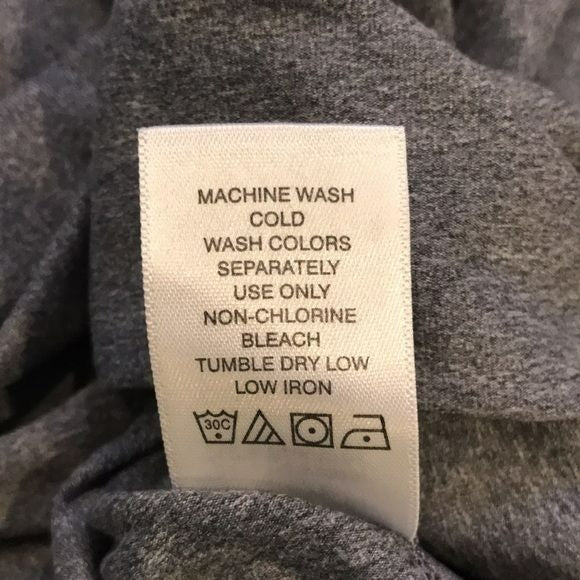 MACHINE WASH
COLD
WASH COLORS
SEPARATELY
USE ONLY
NON-CHLORINE
BLEACH
TUMBLE DRY LOW
LOW IRON
30C